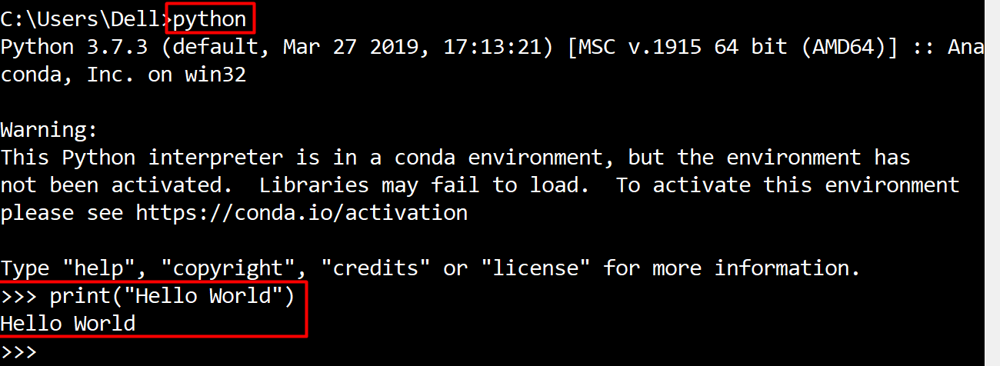 C:\Users\Dell>python
Python 3.7.3 (default, Mar 27 2019, 17:13:21) [MSC v.1915 64 bit (AMD64)] :: Ana
conda, Inc. on win32
Warning:
This Python interpreter is in a conda environment, but the environment has
not been activated.  Libraries may fail to load.  To activate this environment
please see https://conda.io/activation
Type "help", "copyright", "credits" or "license" for more information.
>>> print("Hello World")
Hello World
>>>